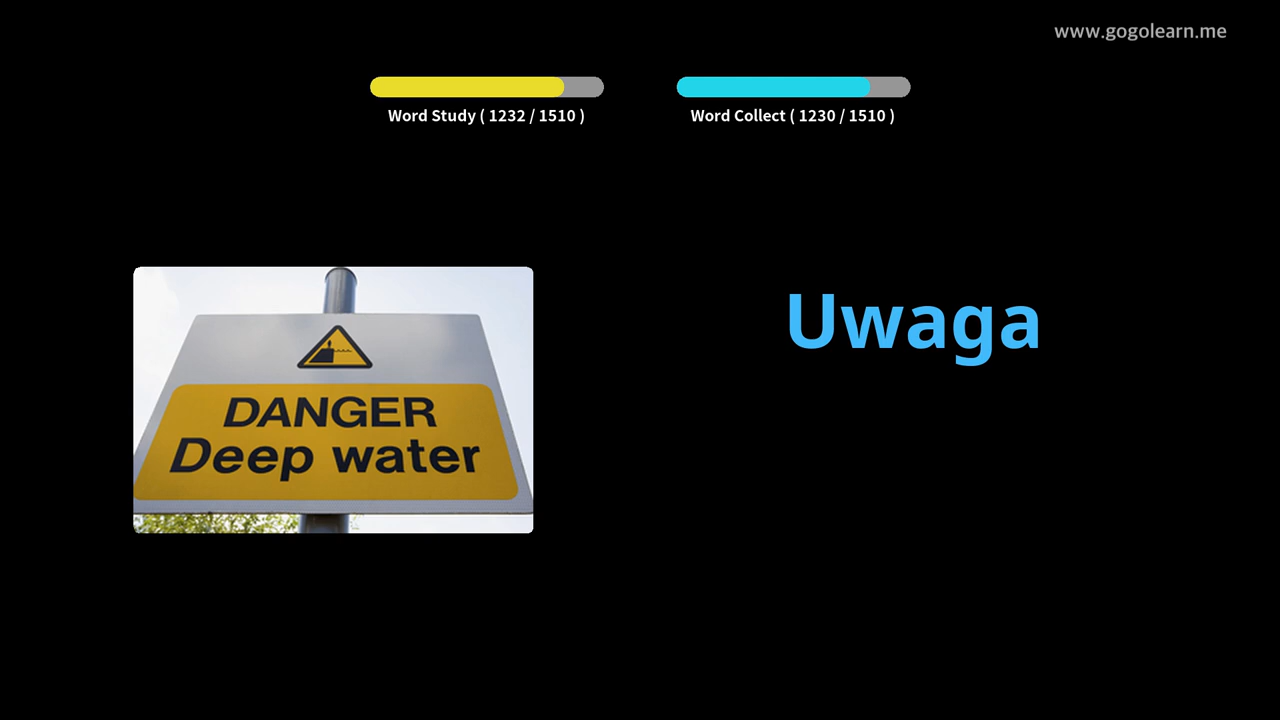 www.gogolearn.me
Word Study ( 1232 / 1510 )
Word Collect ( 1230 / 1510 )
DANGER
Deep water
Uwaga